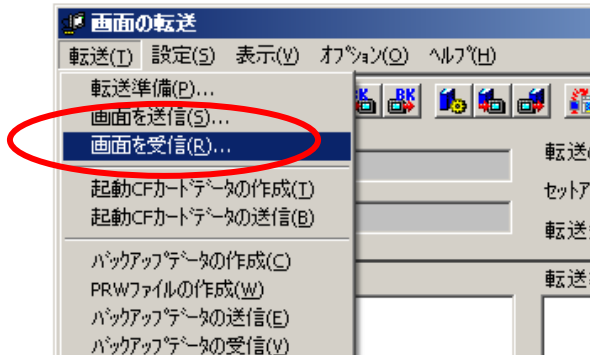 画面の転送
転送(T) 設定(S) 表示(V) ｵﾌﾟｼｮﾝ(O) ﾍﾙﾌﾟ(H)
転送準備(P)...
画面を送信(S)...
画面を受信(R)...
起動CFｶｰﾄﾞﾃﾞｰﾀの作成(T)
起動CFｶｰﾄﾞﾃﾞｰﾀの送信(B)
ﾊﾞｯｸｱｯﾌﾟﾃﾞｰﾀの作成(C)
PRWﾌｧｲﾙの作成(W)
ﾊﾞｯｸｱｯﾌﾟﾃﾞｰﾀの送信(E)
ﾊﾞｯｸｱｯﾌﾟﾃﾞｰﾀの受信(V)
BK
転送
ｾｯﾄｱ
転送
転送